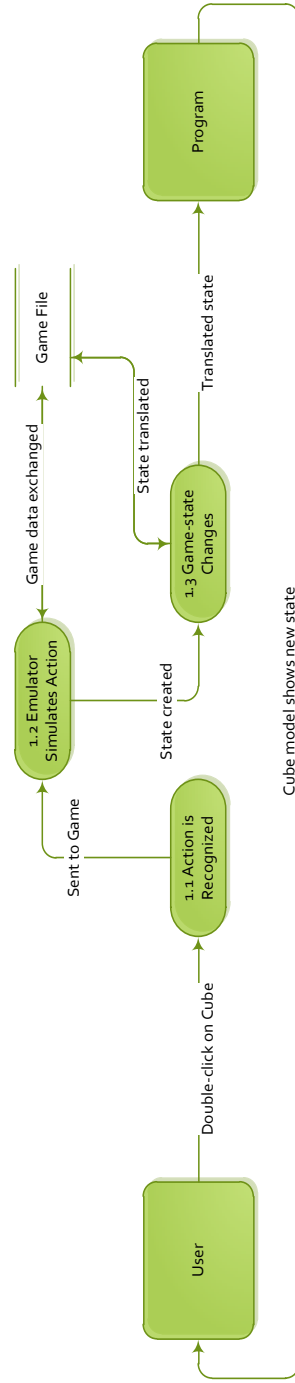 User
Double-click on Cube
1.1 Action is
Recognized
Sent to Game
1.2 Emulator
Simulates Action
Game data exchanged
Game File
State created
State translated
1.3 Game-state
Changes
Translated state
Program
Cube model shows new state